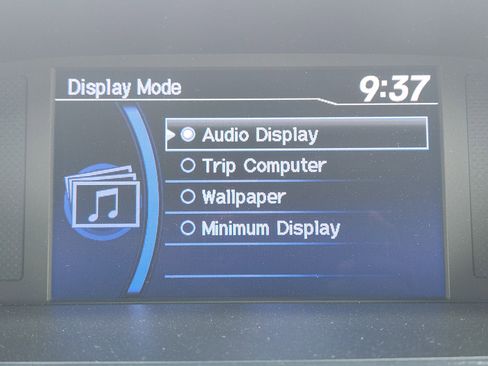 Display Mode
9:37
Audio Display
Trip Computer
Wallpaper
Minimum Display